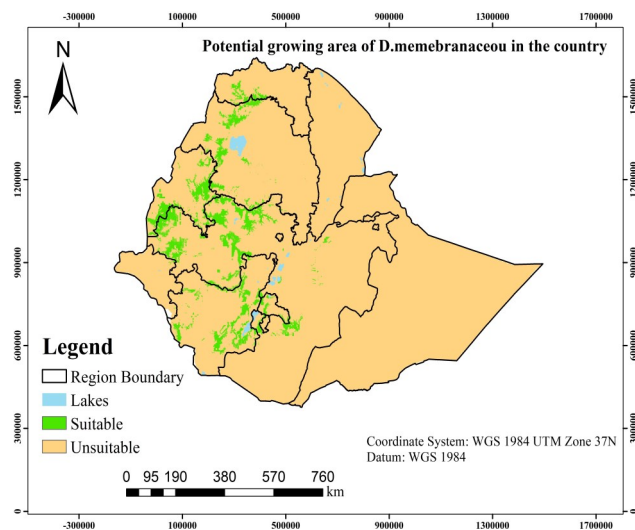 -300000 100000 500000 900000 1300000 1700000
Potential growing area of D.memebranaceou in the country
N
1500000 1500000
1200000 1200000
900000 900000
600000 600000
300000 300000
0 0
Legend
Region Boundary
Lakes
Suitable
Unsuitable
Coordinate System: WGS 1984 UTM Zone 37N
Datum: WGS 1984
0 95 190 380 570 760
km
-300000 100000 500000 900000 1300000 1700000